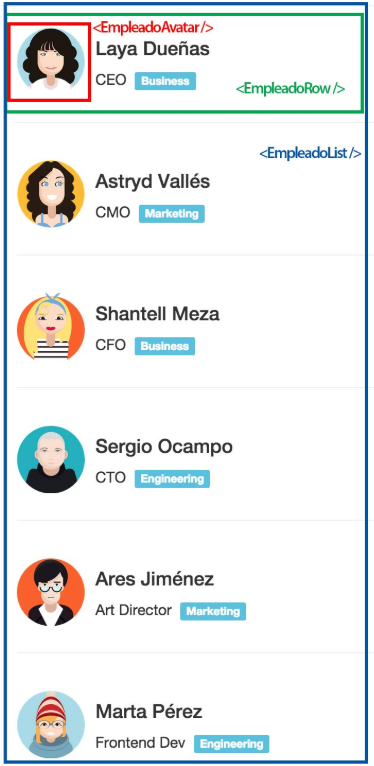 <EmpleadoAvatar />
Laya Dueñas
CEO Business
<EmpleadoRow />
<EmpleadoList />
Astryd Vallés
CMO Marketing
Shantell Meza
CFO Business
Sergio Ocampo
CTO Engineering
Ares Jiménez
Art Director Marketing
Marta Pérez
Frontend Dev Engineering